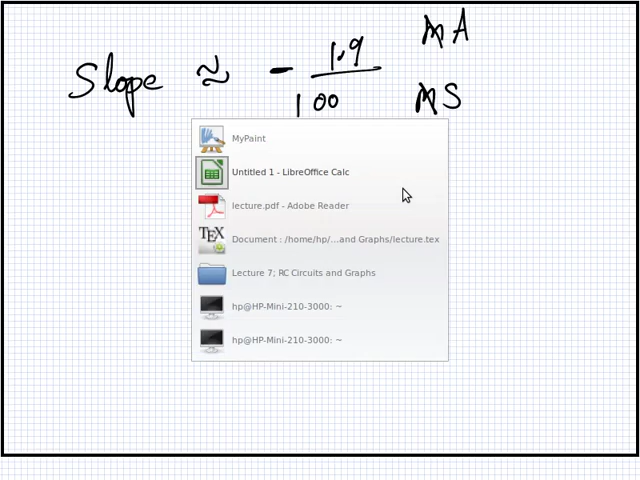 Slope ≈ - 1.9 mA
100 ms
MyPaint
Untitled 1 - LibreOffice Calc
lecture.pdf - Adobe Reader
TEX
Document : /home/hp/...and Graphs/lecture.tex
Lecture 7; RC Circuits and Graphs
hp@HP-Mini-210-3000: ~
hp@HP-Mini-210-3000: ~